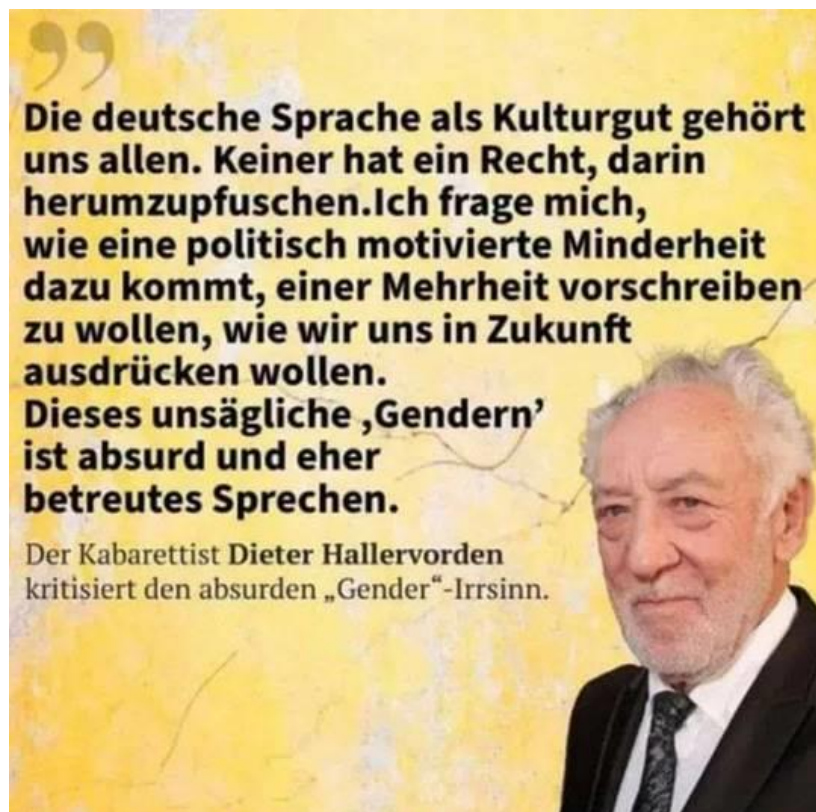 ”
Die deutsche Sprache als Kulturgut gehört
uns allen. Keiner hat ein Recht, darin
herumzupfuschen.Ich frage mich,
wie eine politisch motivierte Minderheit
dazu kommt, einer Mehrheit vorschreiben
zu wollen, wie wir uns in Zukunft
ausdrücken wollen.
Dieses unsägliche ‚Gendern’
ist absurd und eher
betreutes Sprechen.
Der Kabarettist Dieter Hallervorden
kritisiert den absurden „Gender“-Irrsinn.